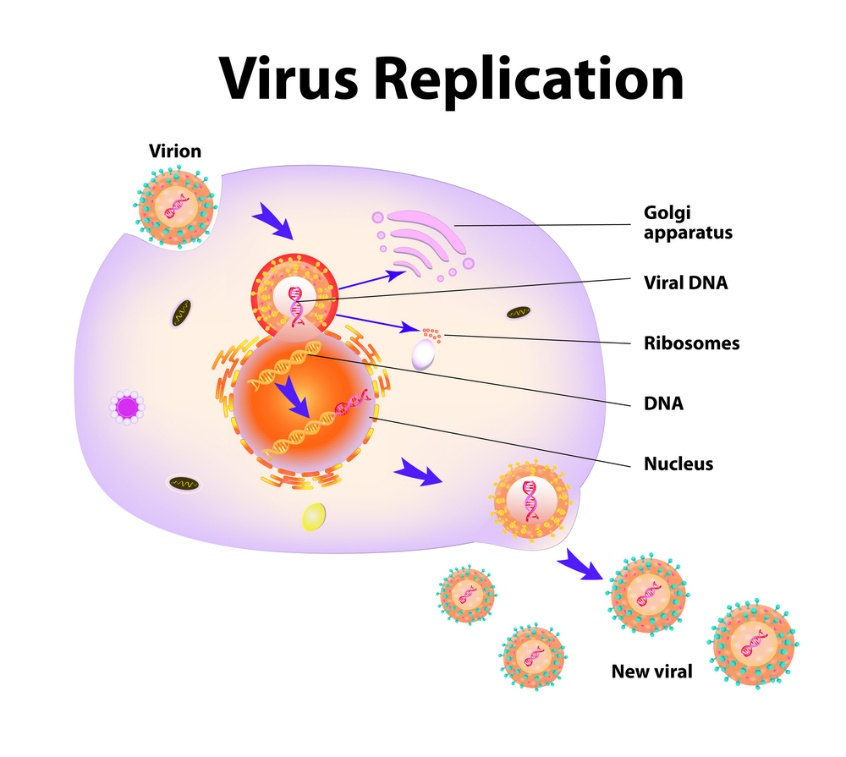 Virus Replication
Virion
Golgi
apparatus
Viral DNA
Ribosomes
DNA
Nucleus
New viral